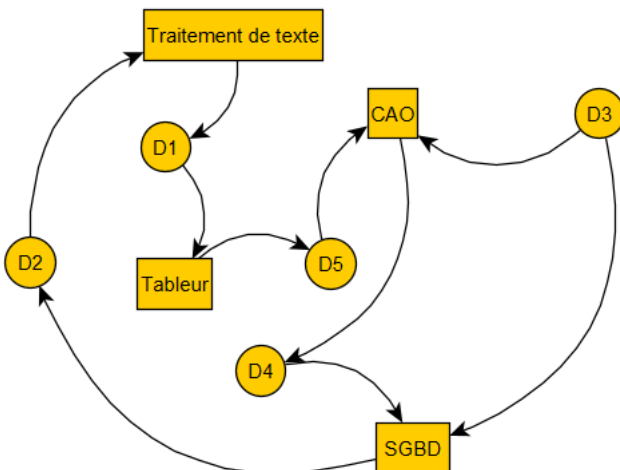 Traitement de texte
CAO
D3
D1
D2
D5
Tableur
D4
SGBD